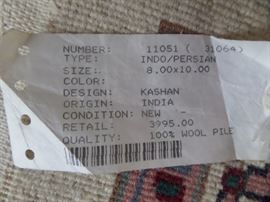 NUMBER: 11051 ( 31064)
TYPE: INDO/PERSIAN
SIZE: 8.00x10.00
COLOR:
DESIGN: KASHAN
ORIGIN: INDIA
CONDITION: NEW -
RETAIL: 3995.00
QUALITY: 100% WOOL PILE